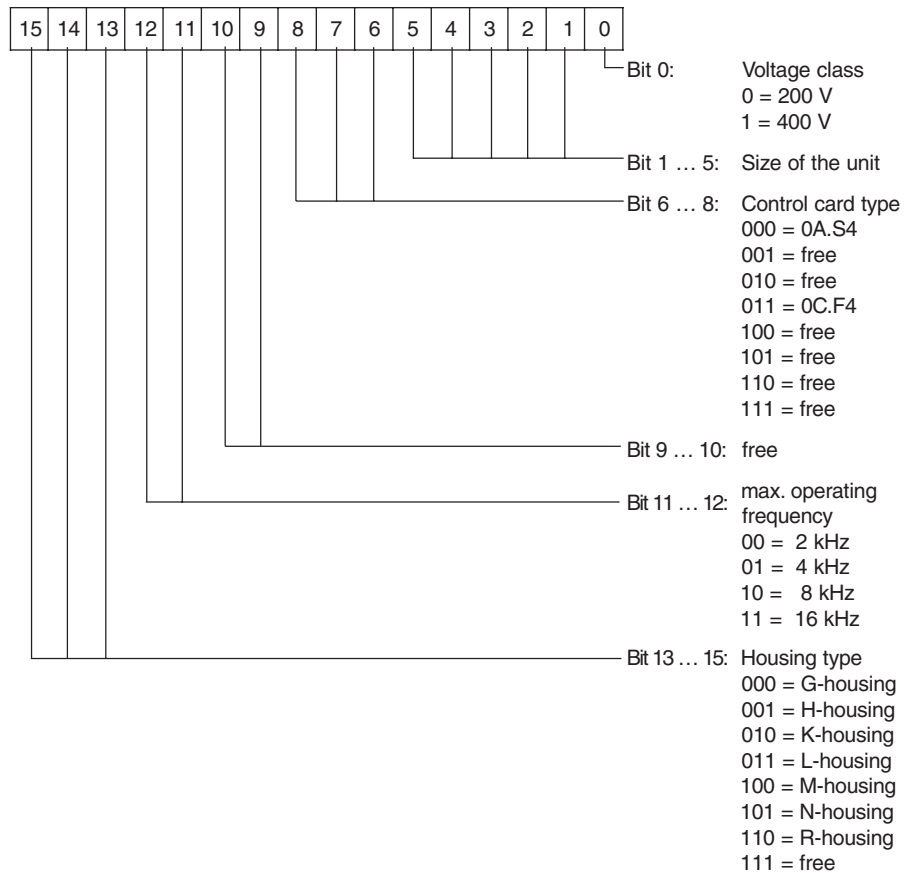 15 14 13 12 11 10 9 8 7 6 5 4 3 2 1 0
Bit 0: Voltage class
0 = 200 V
1 = 400 V
Bit 1 … 5: Size of the unit
Bit 6 … 8: Control card type
000 = 0A.S4
001 = free
010 = free
011 = 0C.F4
100 = free
101 = free
110 = free
111 = free
Bit 9 … 10: free
Bit 11 … 12: max. operating
frequency
00 = 2 kHz
01 = 4 kHz
10 = 8 kHz
11 = 16 kHz
Bit 13 … 15: Housing type
000 = G-housing
001 = H-housing
010 = K-housing
011 = L-housing
100 = M-housing
101 = N-housing
110 = R-housing
111 = free